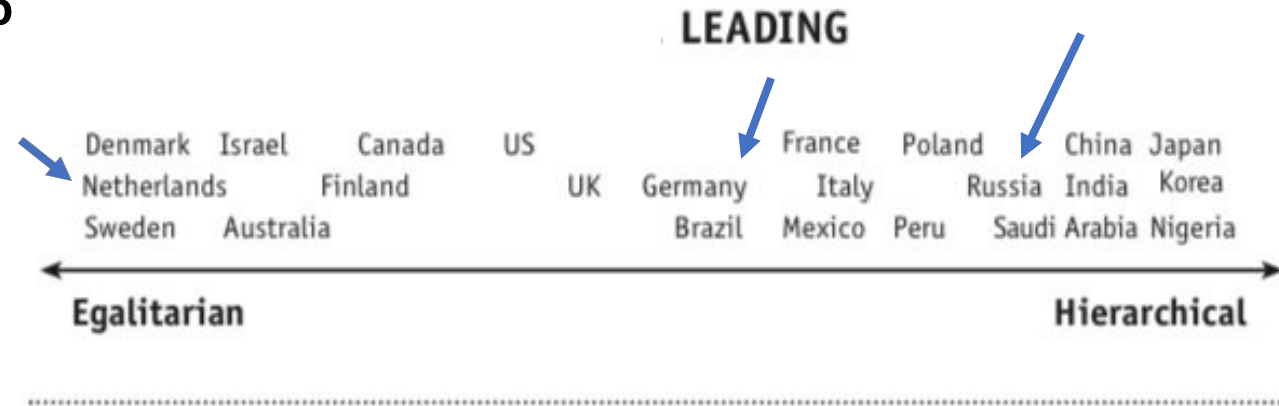 LEADING
Denmark Israel Canada US France Poland China Japan
Netherlands Finland UK Germany Italy Russia India Korea
Sweden Australia Brazil Mexico Peru Saudi Arabia Nigeria
Egalitarian Hierarchical